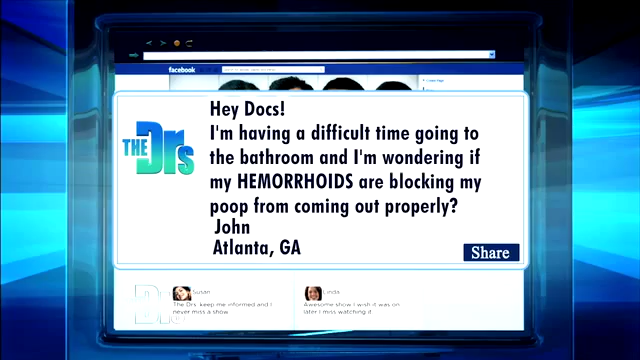 facebook
Hey Docs!
I'm having a difficult time going to
the bathroom and I'm wondering if
my HEMORRHOIDS are blocking my
poop from coming out properly?
John
Atlanta, GA
THE Drs
Share
Susan
The Drs. keep me informed and I
never miss a show.
Linda
Awesome show I wish it was on
later I miss watching it.